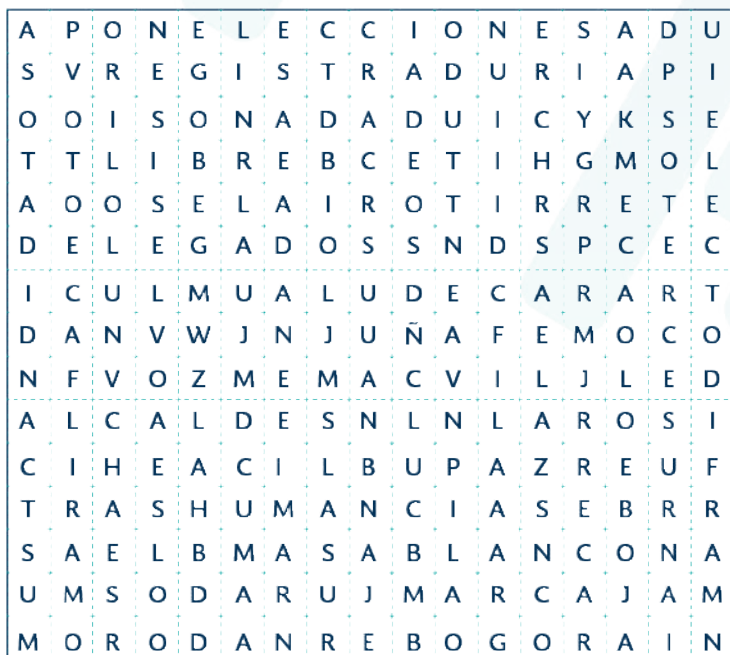 A P O N E L E C C I O N E S A D U
S V R E G I S T R A D U R I A P I
O O I S O N A D A D U I C Y K S E
T T L I B R E B C E T I H G M O L
A O O S E L A I R O T I R R E T E
D E L E G A D O S S N D S P C E C
I C U L M U A L U D E C A R A R T
D A N V W J N J U Ñ A F E M O C O
N F V O Z M E M A C V I L J L E D
A L C A L D E S N L N L A R O S I
C I H E A C I L B U P A Z R E U F
T R A S H U M A N C I A S E B R R
S A E L B M A S A B L A N C O N A
U M S O D A R U J M A R C A J A M
M O R O D A N R E B O G O R A I N